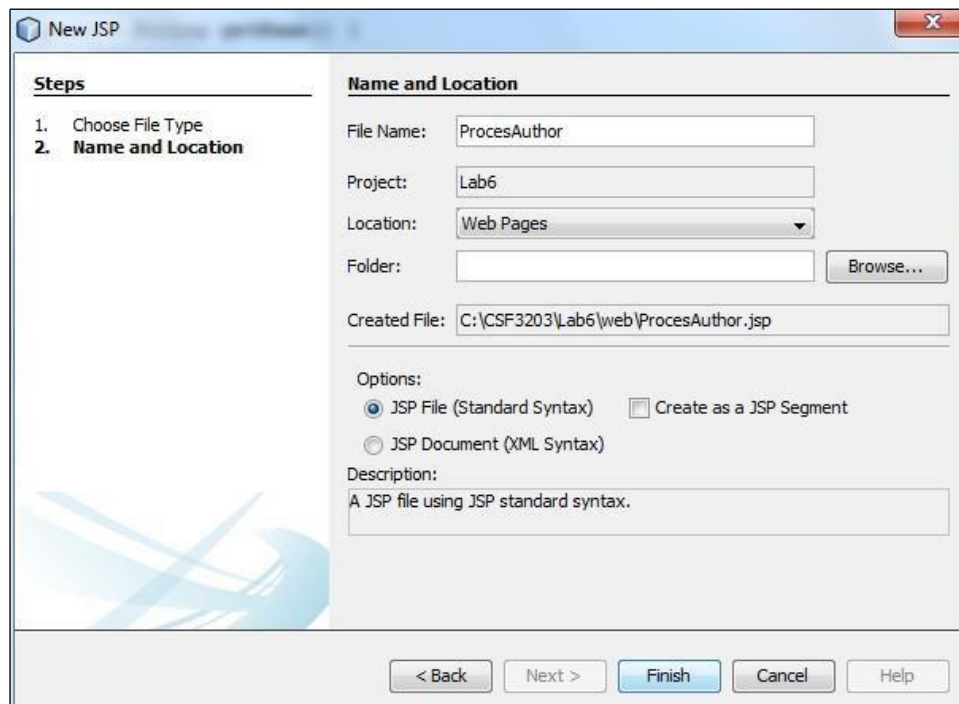 New JSP
Steps
1. Choose File Type
2. Name and Location
Name and Location
File Name: ProcesAuthor
Project: Lab6
Location: Web Pages
Folder: Browse...
Created File: C:\CSF3203\Lab6\web\ProcesAuthor.jsp
Options:
JSP File (Standard Syntax) Create as a JSP Segment
JSP Document (XML Syntax)
Description:
A JSP file using JSP standard syntax.
< Back Next > Finish Cancel Help